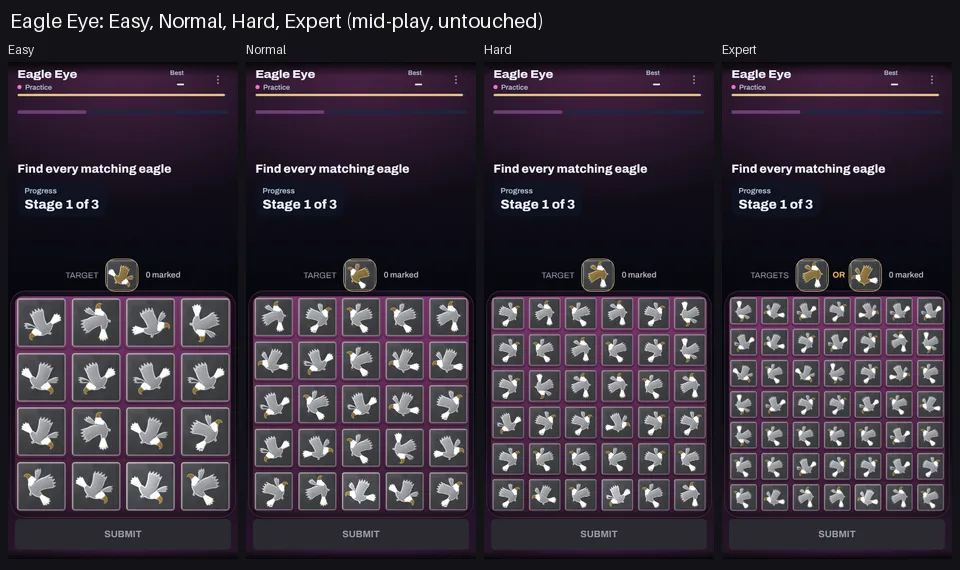 Eagle Eye: Easy, Normal, Hard, Expert (mid-play, untouched)
Easy
Eagle Eye
Practice
Best
–
Find every matching eagle
Progress
Stage 1 of 3
TARGET
0 marked
SUBMIT
Normal
Eagle Eye
Practice
Best
–
Find every matching eagle
Progress
Stage 1 of 3
TARGET
0 marked
SUBMIT
Hard
Eagle Eye
Practice
Best
–
Find every matching eagle
Progress
Stage 1 of 3
TARGET
0 marked
SUBMIT
Expert
Eagle Eye
Practice
Best
–
Find every matching eagle
Progress
Stage 1 of 3
TARGETS
OR
0 marked
SUBMIT